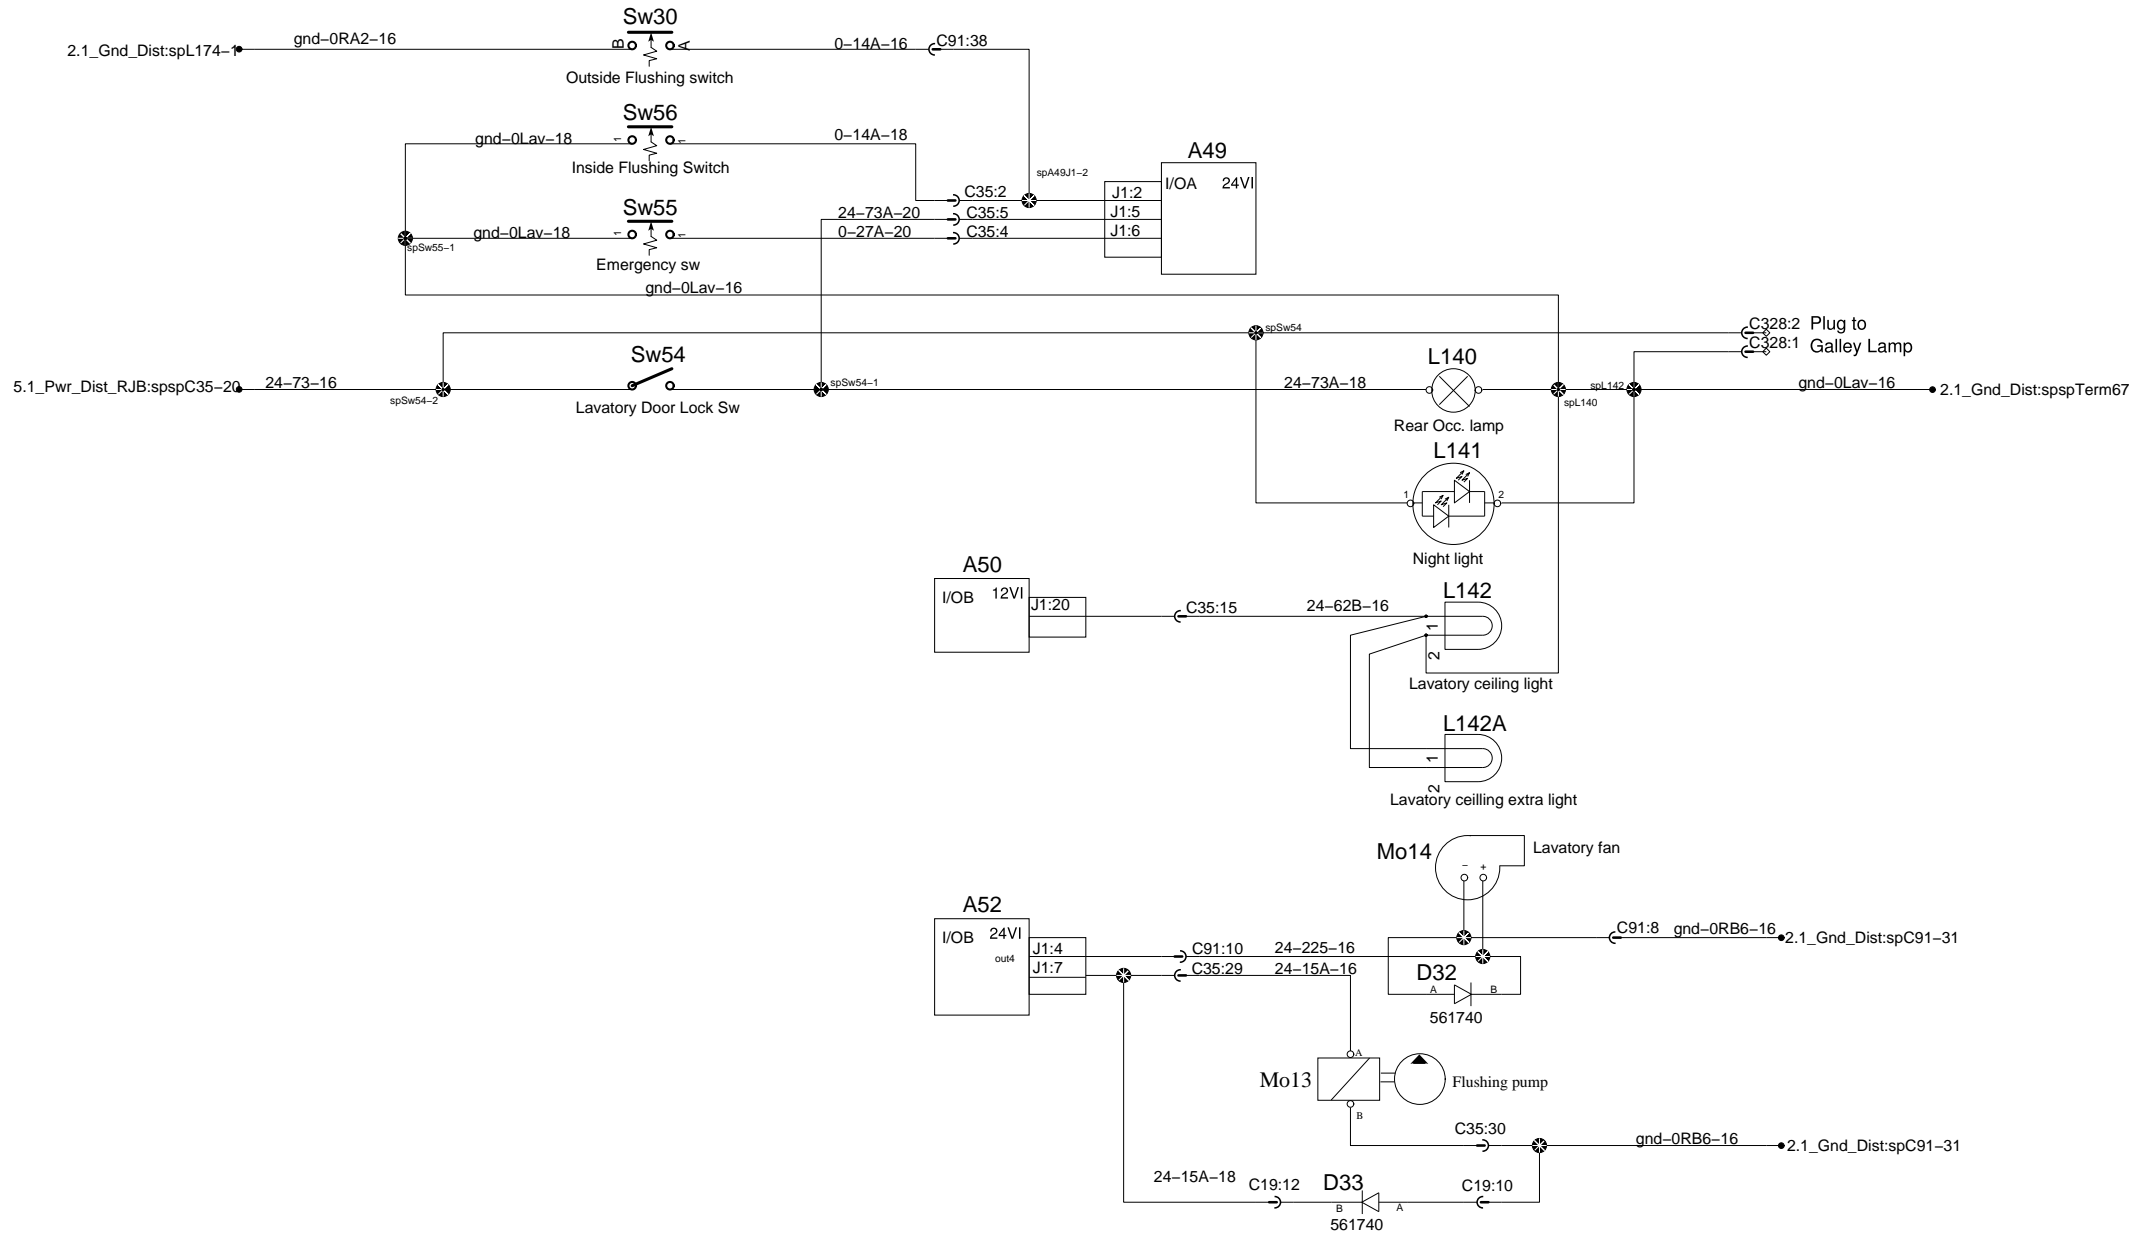 Sw30
gnd-0RA2-16
B
A
0-14A-16
C91:38
2.1_Gnd_Dist:spL174-1
Outside Flushing switch
Sw56
gnd-0Lav-18
1
1
0-14A-18
Inside Flushing Switch
A49
spA49J1-2
I/OA
24VI
C35:2
J1:2
Sw55
24-73A-20
C35:5
J1:5
gnd-0Lav-18
1
1
0-27A-20
C35:4
J1:6
spSw55-1
Emergency sw
gnd-0Lav-16
spSw54
C328:2
Plug to
C328:1
Galley Lamp
Sw54
L140
5.1_Pwr_Dist_RJB:spspC35-20
24-73-16
spSw54-1
24-73A-18
spL142
gnd-0Lav-16
2.1_Gnd_Dist:spspTerm67
spSw54-2
Lavatory Door Lock Sw
spL140
Rear Occ. lamp
L141
1
2
Night light
A50
I/OB
12VI
J1:20
C35:15
24-62B-16
L142
1
2
Lavatory ceiling light
L142A
1
2
Lavatory ceilling extra light
Mo14
Lavatory fan
-
+
A52
I/OB
24VI
out4
J1:4
C91:10
24-225-16
C91:8
gnd-0RB6-16
2.1_Gnd_Dist:spC91-31
J1:7
C35:29
24-15A-16
D32
A
B
561740
A
Mo13
Flushing pump
B
C35:30
gnd-0RB6-16
2.1_Gnd_Dist:spC91-31
24-15A-18
C19:12
D33
C19:10
B
A
561740